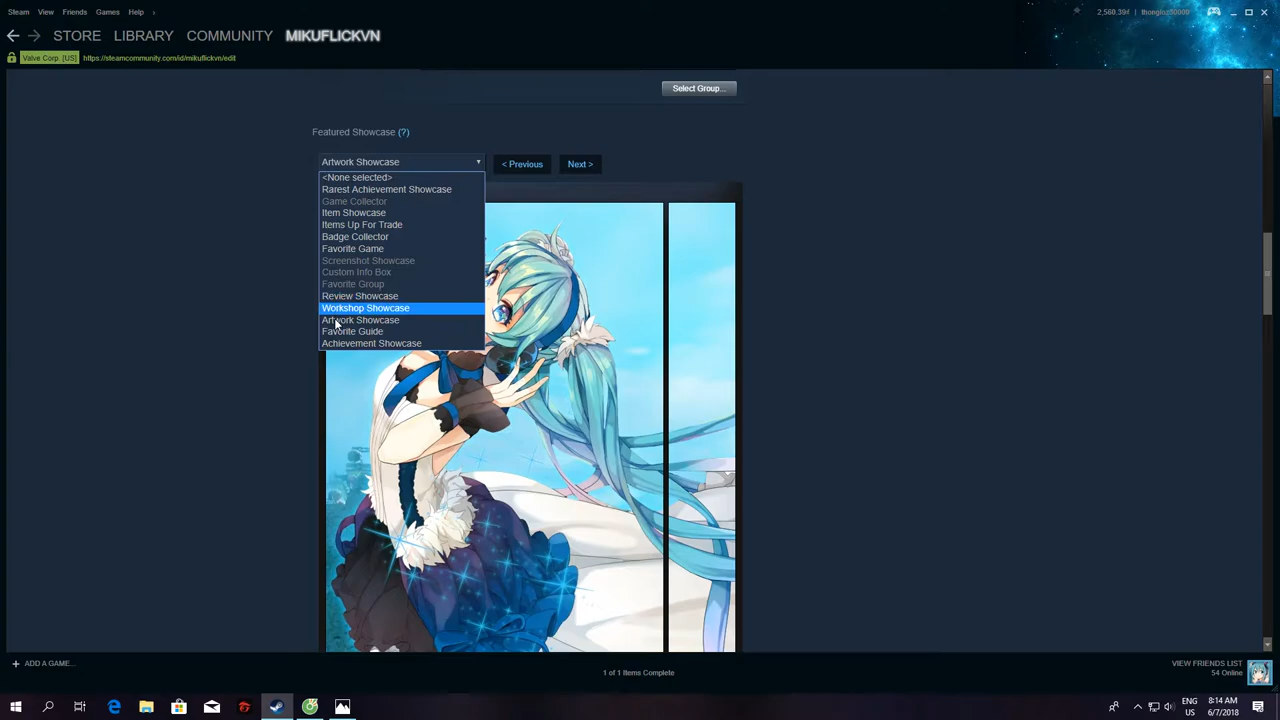 Steam View Friends Games Help ›
2,560.39₫ | thongloz50000
STORE LIBRARY COMMUNITY MIKUFLICKVN
Valve Corp. [US] https://steamcommunity.com/id/mikuflickvn/edit
Select Group...
Featured Showcase (?)
Artwork Showcase < Previous Next >
<None selected>
Rarest Achievement Showcase
Game Collector
Item Showcase
Items Up For Trade
Badge Collector
Favorite Game
Screenshot Showcase
Custom Info Box
Favorite Group
Review Showcase
Workshop Showcase
Artwork Showcase
Favorite Guide
Achievement Showcase
+ ADD A GAME...
1 of 1 Items Complete
VIEW FRIENDS LIST
54 Online
ENG
US
8:14 AM
6/7/2018